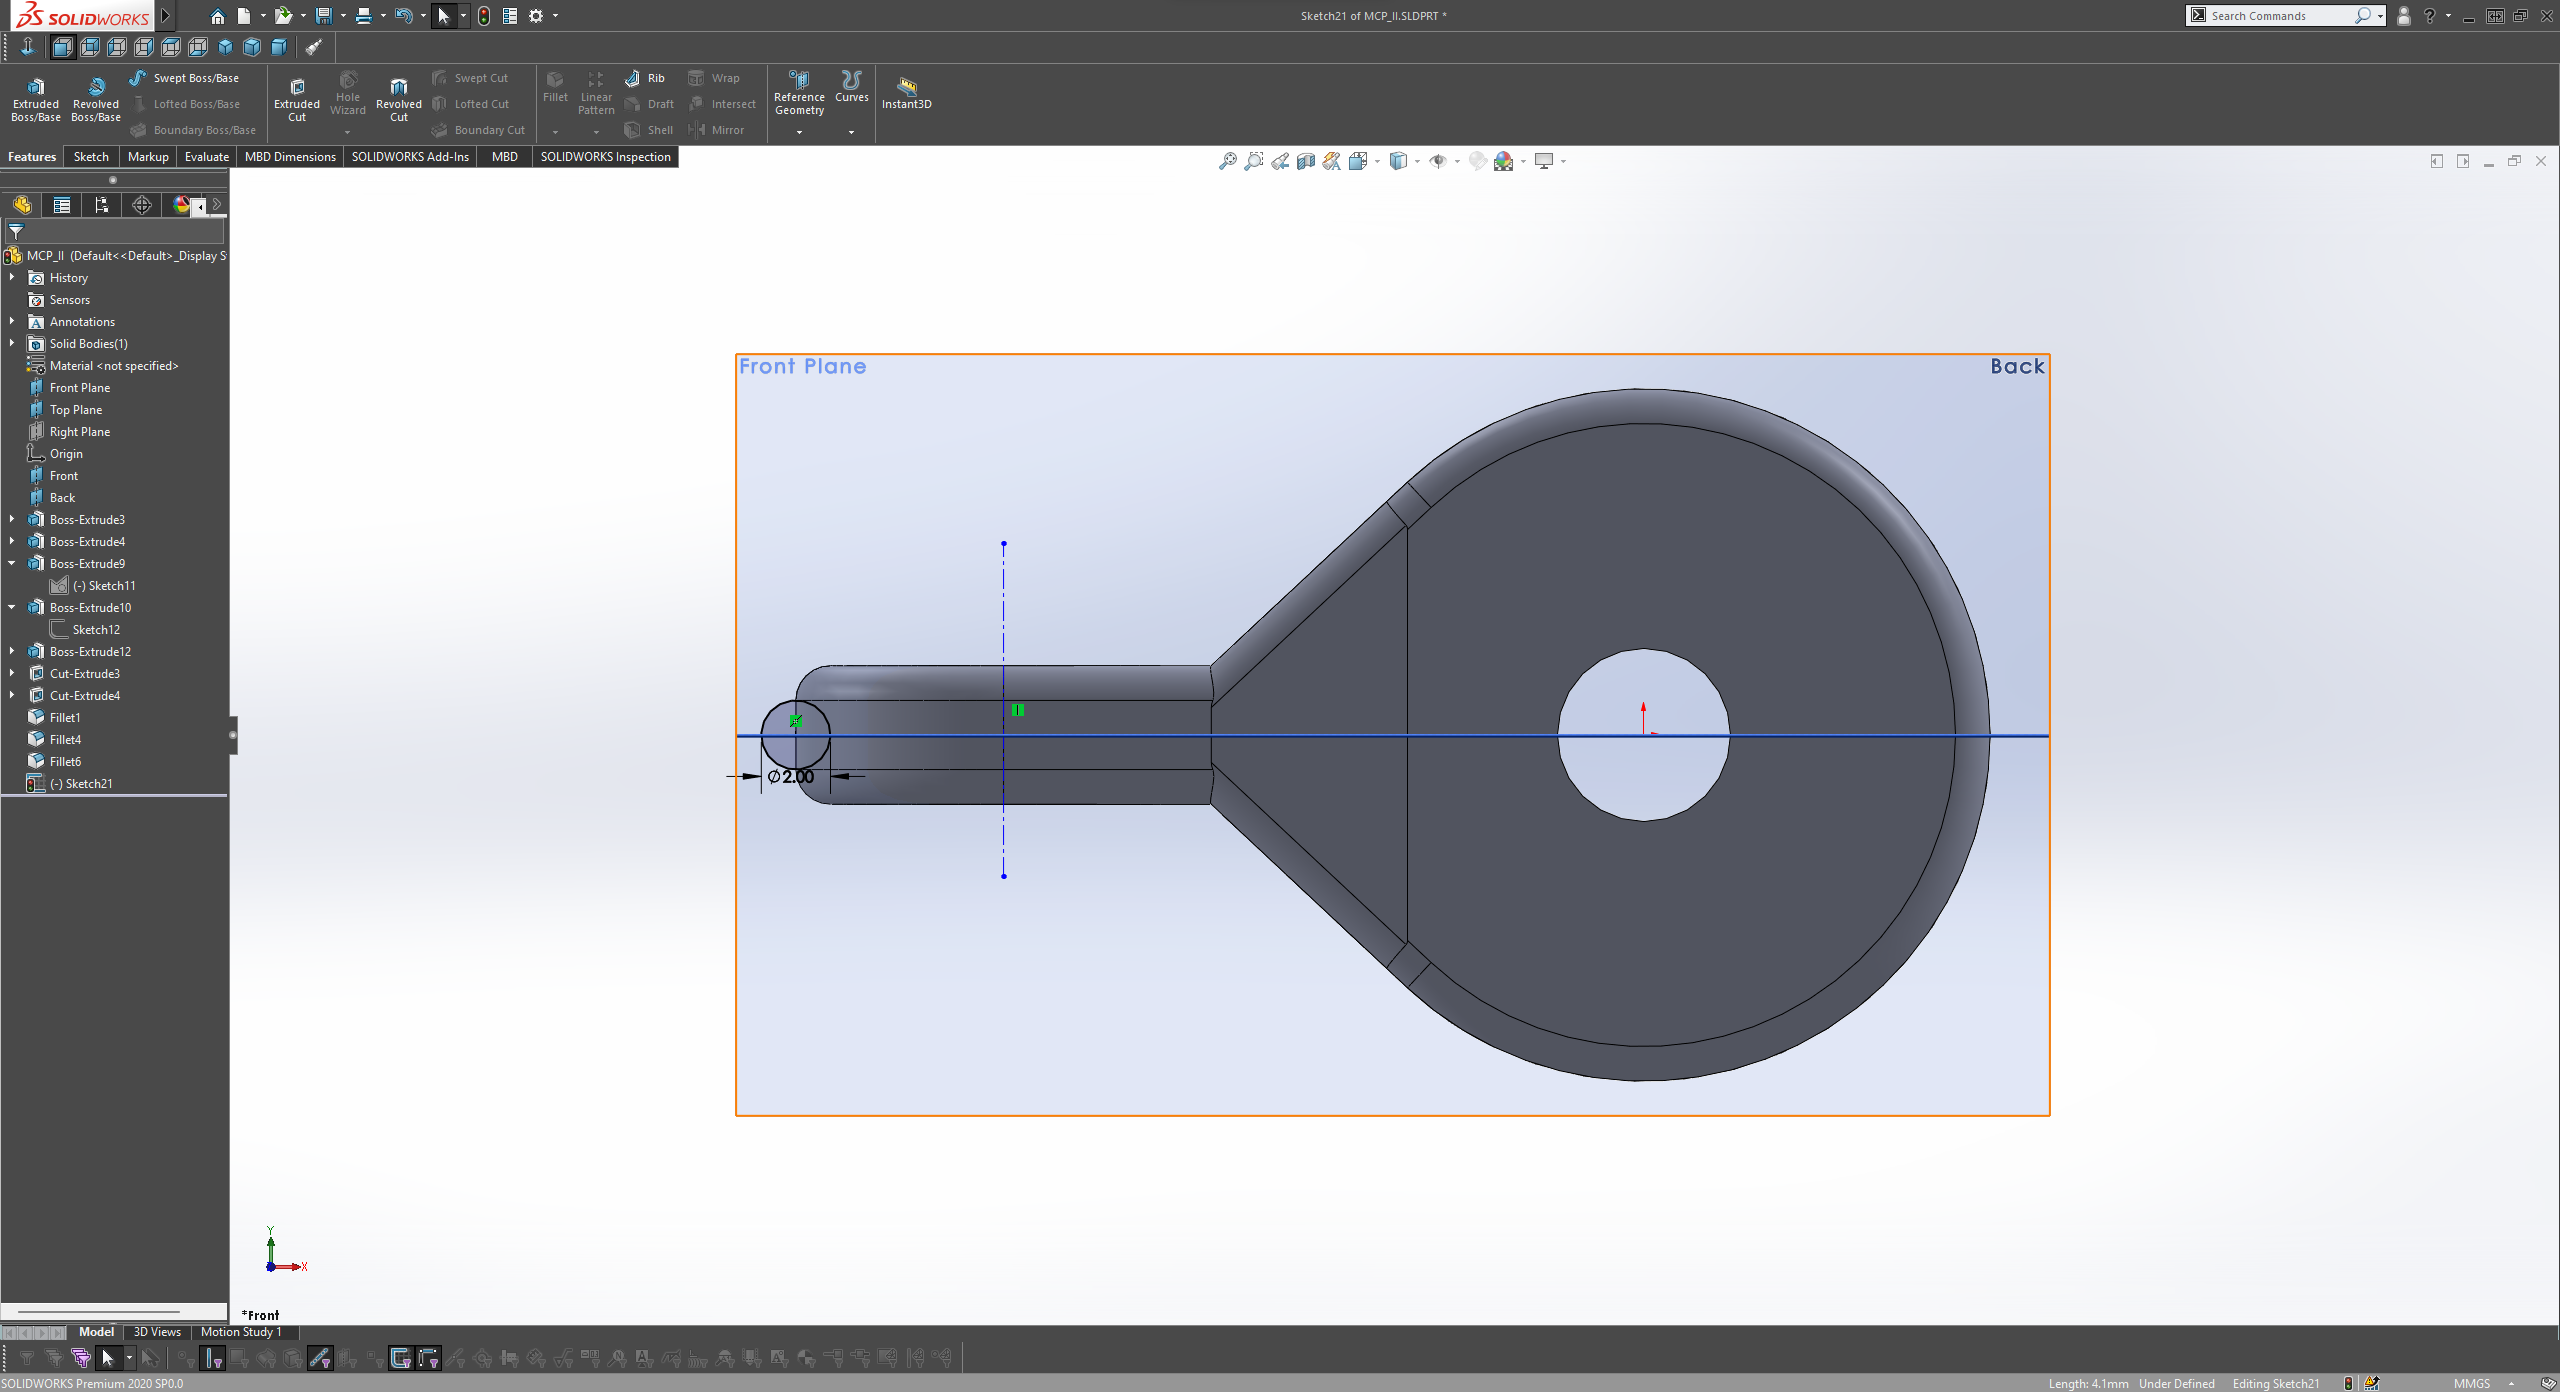 SOLIDWORKS
Sketch21 of MCP_II.SLDPRT *
Search Commands
Extruded Boss/Base
Revolved Boss/Base
Swept Boss/Base
Lofted Boss/Base
Boundary Boss/Base
Extruded Cut
Hole Wizard
Revolved Cut
Swept Cut
Lofted Cut
Boundary Cut
Fillet
Linear Pattern
Rib
Draft
Shell
Wrap
Intersect
Mirror
Reference Geometry
Curves
Instant3D
Features Sketch Markup Evaluate MBD Dimensions SOLIDWORKS Add-Ins MBD SOLIDWORKS Inspection
MCP_II (Default<<Default>_Display S
History
Sensors
Annotations
Solid Bodies(1)
Material <not specified>
Front Plane
Top Plane
Right Plane
Origin
Front
Back
Boss-Extrude3
Boss-Extrude4
Boss-Extrude9
(-) Sketch11
Boss-Extrude10
Sketch12
Boss-Extrude12
Cut-Extrude3
Cut-Extrude4
Fillet1
Fillet4
Fillet6
(-) Sketch21
Front Plane
Back
∅2.00
Y
X
*Front
Model 3D Views Motion Study 1
SOLIDWORKS Premium 2020 SP0.0
Length: 4.1mm Under Defined Editing Sketch21 MMGS